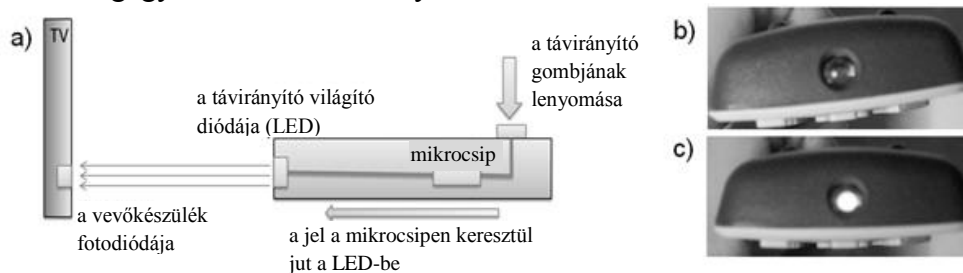 a)
TV
a távirányító világító
diódája (LED)
a távirányító
gombjának
lenyomása
mikrocsip
a vevőkészülék
fotodiódája
a jel a mikrocsipen keresztül
jut a LED-be
b)
c)